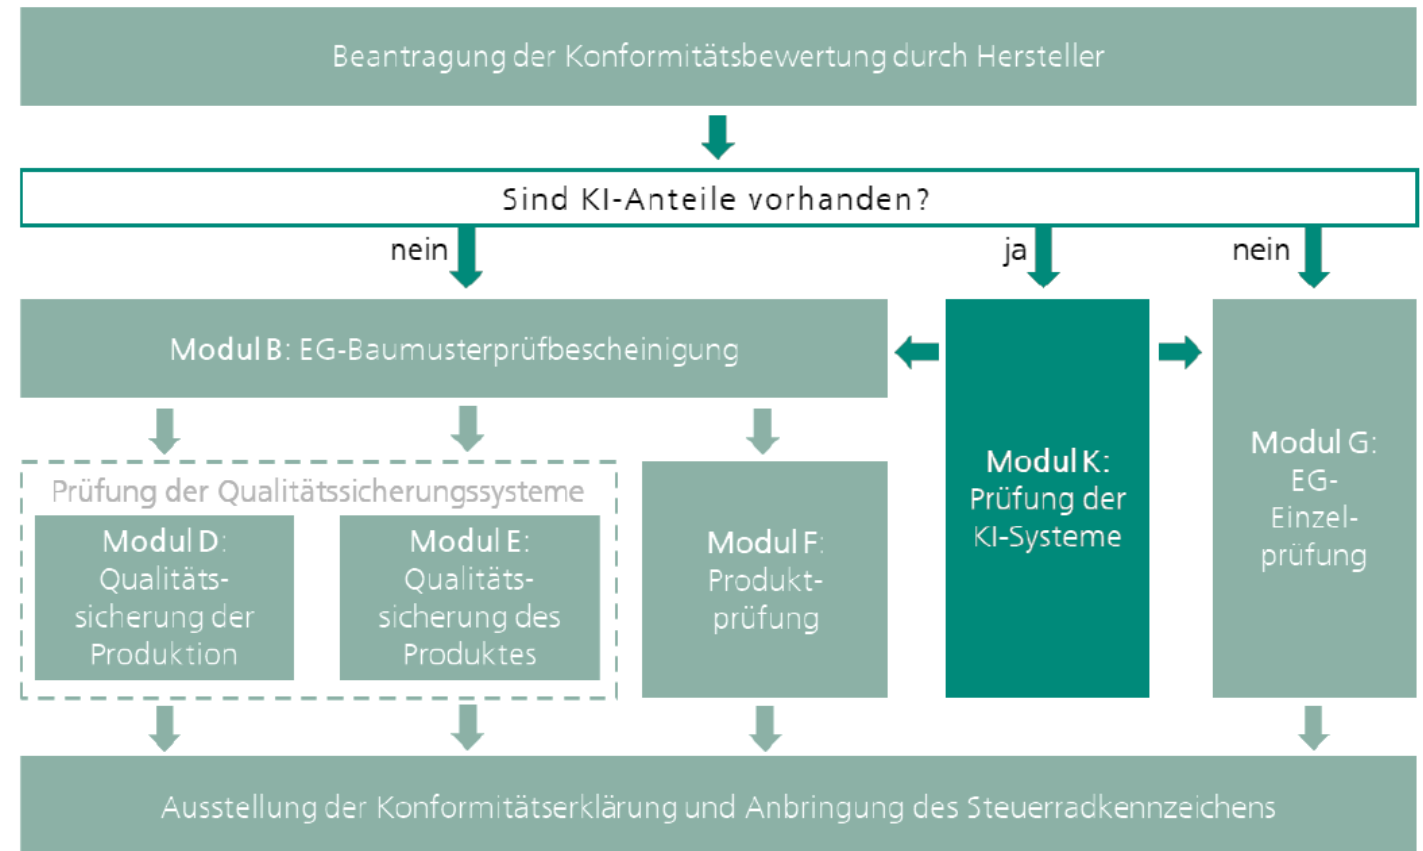 Beantragung der Konformitätsbewertung durch Hersteller
Sind KI-Anteile vorhanden?
nein
ja
nein
Modul B: EG-Baumusterprüfbescheinigung
Prüfung der Qualitätssicherungssysteme
Modul D:
Qualitäts-
sicherung der
Produktion
Modul E:
Qualitäts-
sicherung des
Produktes
Modul F:
Produkt-
prüfung
Modul K:
Prüfung der
KI-Systeme
Modul G:
EG-
Einzel-
prüfung
Ausstellung der Konformitätserklärung und Anbringung des Steuerradkennzeichens